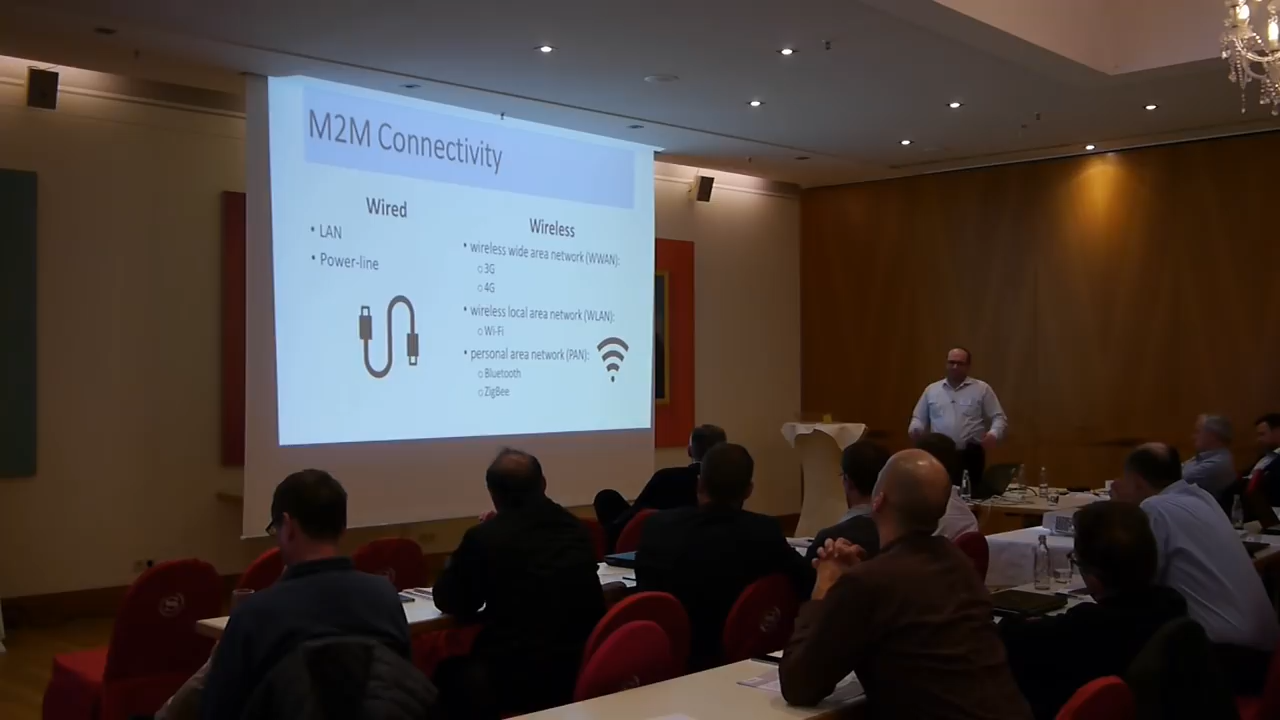 M2M Connectivity
Wired
• LAN
• Power-line
Wireless
• wireless wide area network (WWAN):
o 3G
o 4G
• wireless local area network (WLAN):
o Wi-Fi
• personal area network (PAN):
o Bluetooth
o ZigBee